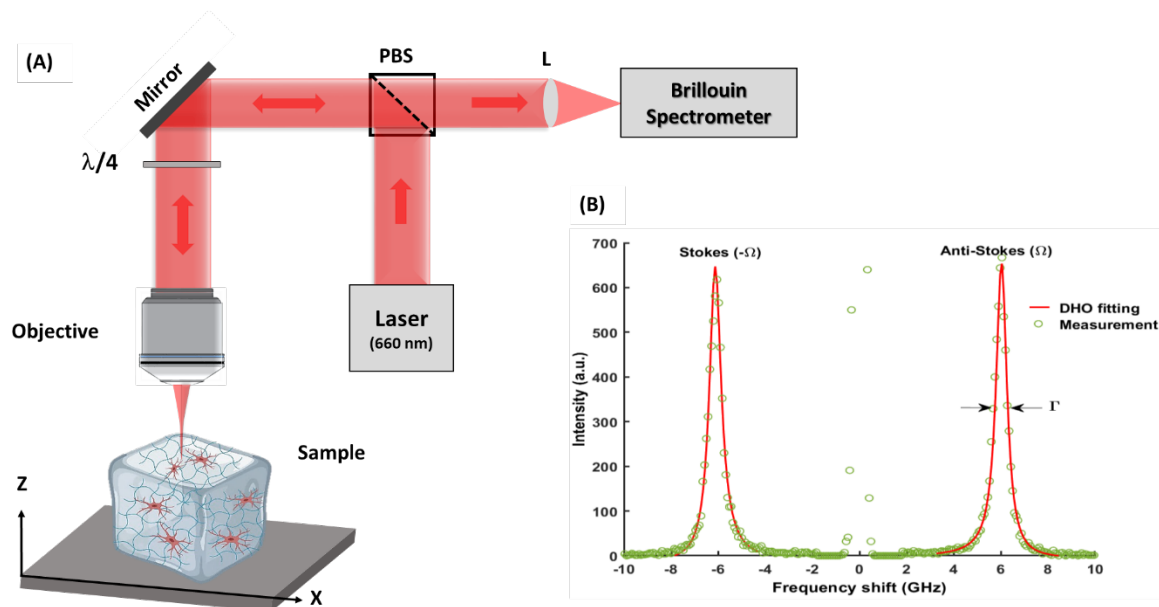 (A)
Mirror
PBS
L
Brillouin
Spectrometer
λ/4
Laser
(660 nm)
Objective
Sample
Z
X
(B)
Stokes (-Ω)
Anti-Stokes (Ω)
DHO fitting
Measurement
Γ
Intensity (a.u.)
700
600
500
400
300
200
100
0
-10
-8
-6
-4
-2
0
2
4
6
8
10
Frequency shift (GHz)